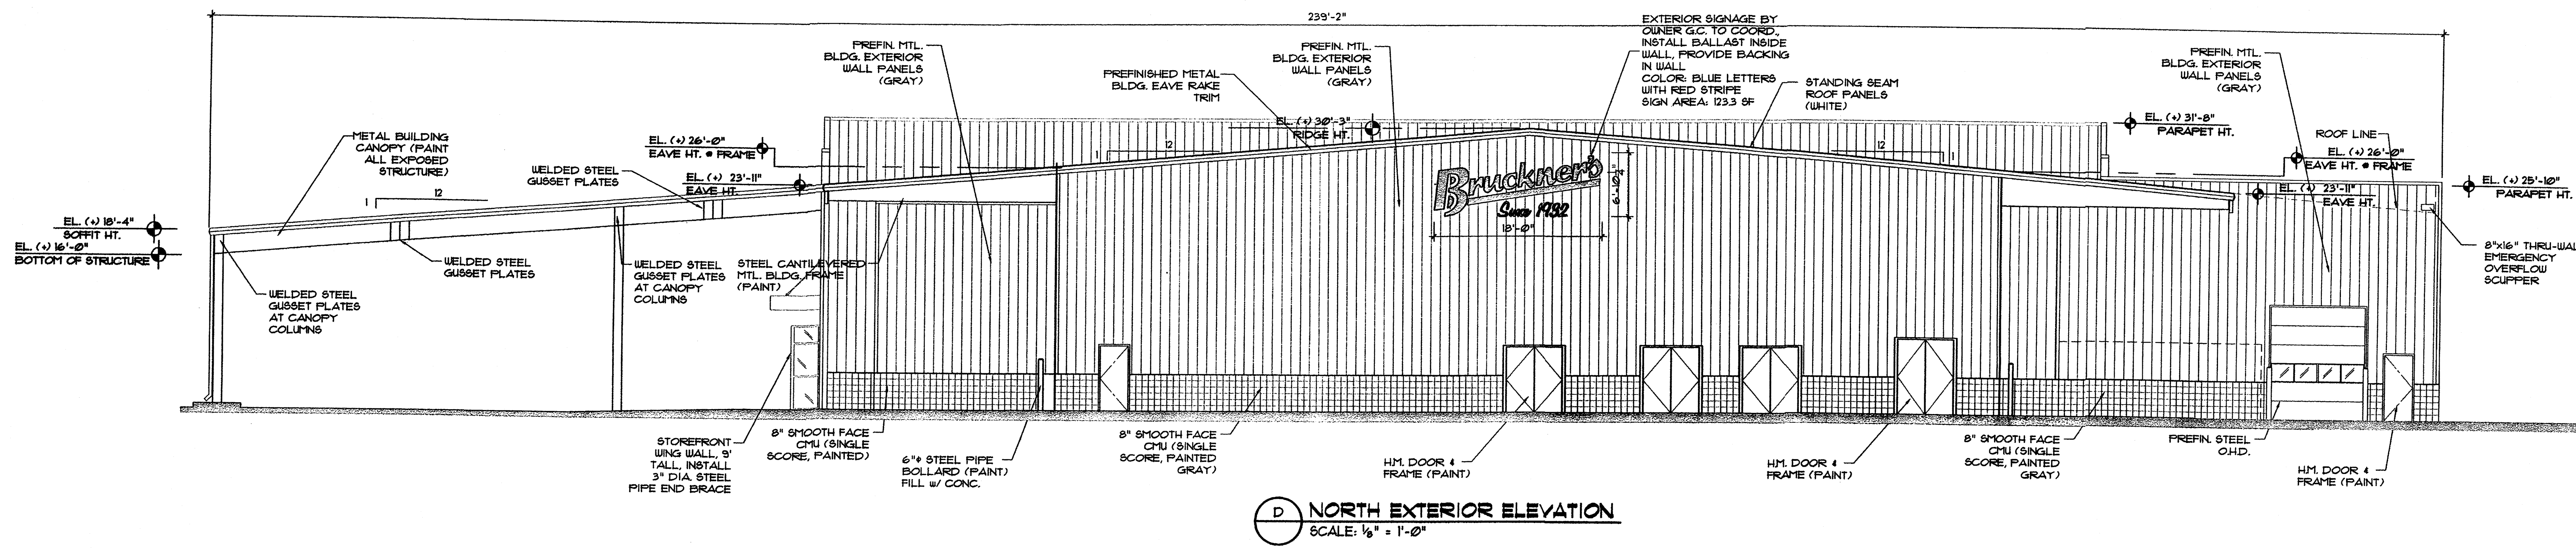 239'-2"
PREFIN. MTL.
BLDG. EXTERIOR
WALL PANELS
(GRAY)
PREFINISHED METAL
BLDG. EAVE RAKE
TRIM
PREFIN. MTL.
BLDG. EXTERIOR
WALL PANELS
(GRAY)
EXTERIOR SIGNAGE BY
OWNER G.C. TO COORD.,
INSTALL BALLAST INSIDE
WALL, PROVIDE BACKING
IN WALL
COLOR: BLUE LETTERS
WITH RED STRIPE
SIGN AREA: 123.3 SF
STANDING SEAM
ROOF PANELS
(WHITE)
PREFIN. MTL.
BLDG. EXTERIOR
WALL PANELS
(GRAY)
METAL BUILDING
CANOPY (PAINT
ALL EXPOSED
STRUCTURE)
EL. (+) 26'-0"
EAVE HT. @ FRAME
WELDED STEEL
GUSSET PLATES
EL. (+) 23'-11"
EAVE HT.
EL. (+) 30'-3"
RIDGE HT.
EL. (+) 31'-8"
PARAPET HT.
ROOF LINE
EL. (+) 26'-0"
EAVE HT. @ FRAME
EL. (+) 25'-10"
PARAPET HT.
EL. (+) 23'-11"
EAVE HT.
1
12
1
12
12
1
EL. (+) 18'-4"
SOFFIT HT.
EL. (+) 16'-0"
BOTTOM OF STRUCTURE
Bruckner's
Since 1932
18'-0"
WELDED STEEL
GUSSET PLATES
AT CANOPY
COLUMNS
WELDED STEEL
GUSSET PLATES
WELDED STEEL
GUSSET PLATES
AT CANOPY
COLUMNS
STEEL CANTILEVERED
MTL. BLDG. FRAME
(PAINT)
8"x16" THRU-WAL
EMERGENCY
OVERFLOW
SCUPPER
STOREFRONT
WING WALL, 9'
TALL, INSTALL
3" DIA. STEEL
PIPE END BRACE
8" SMOOTH FACE
CMU (SINGLE
SCORE, PAINTED)
6"ϕ STEEL PIPE
BOLLARD (PAINT)
FILL W/ CONC.
8" SMOOTH FACE
CMU (SINGLE
SCORE, PAINTED
GRAY)
H.M. DOOR &
FRAME (PAINT)
H.M. DOOR &
FRAME (PAINT)
8" SMOOTH FACE
CMU (SINGLE
SCORE, PAINTED
GRAY)
PREFIN. STEEL
O.H.D.
H.M. DOOR &
FRAME (PAINT)
D
NORTH EXTERIOR ELEVATION
SCALE: 1/8" = 1'-0"